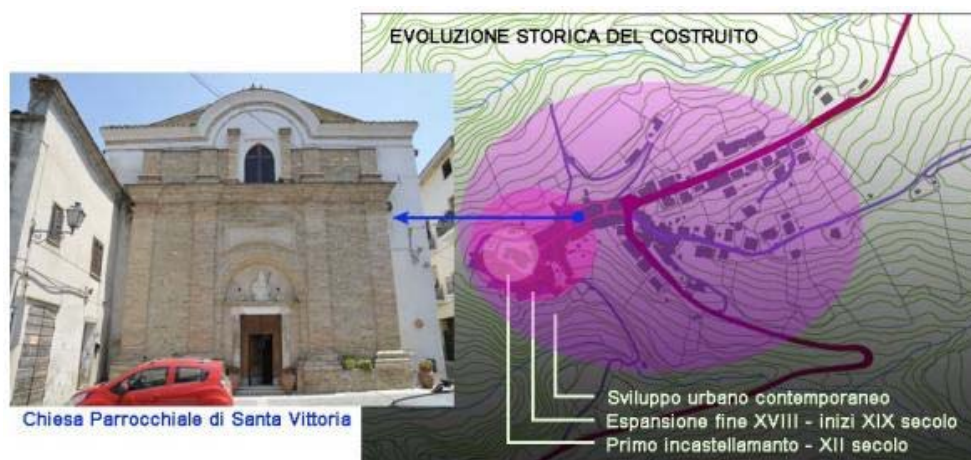 EVOLUZIONE STORICA DEL COSTRUITO
Chiesa Parrocchiale di Santa Vittoria
Sviluppo urbano contemporaneo
Espansione fine XVIII - inizi XIX secolo
Primo incastellamanto - XII secolo